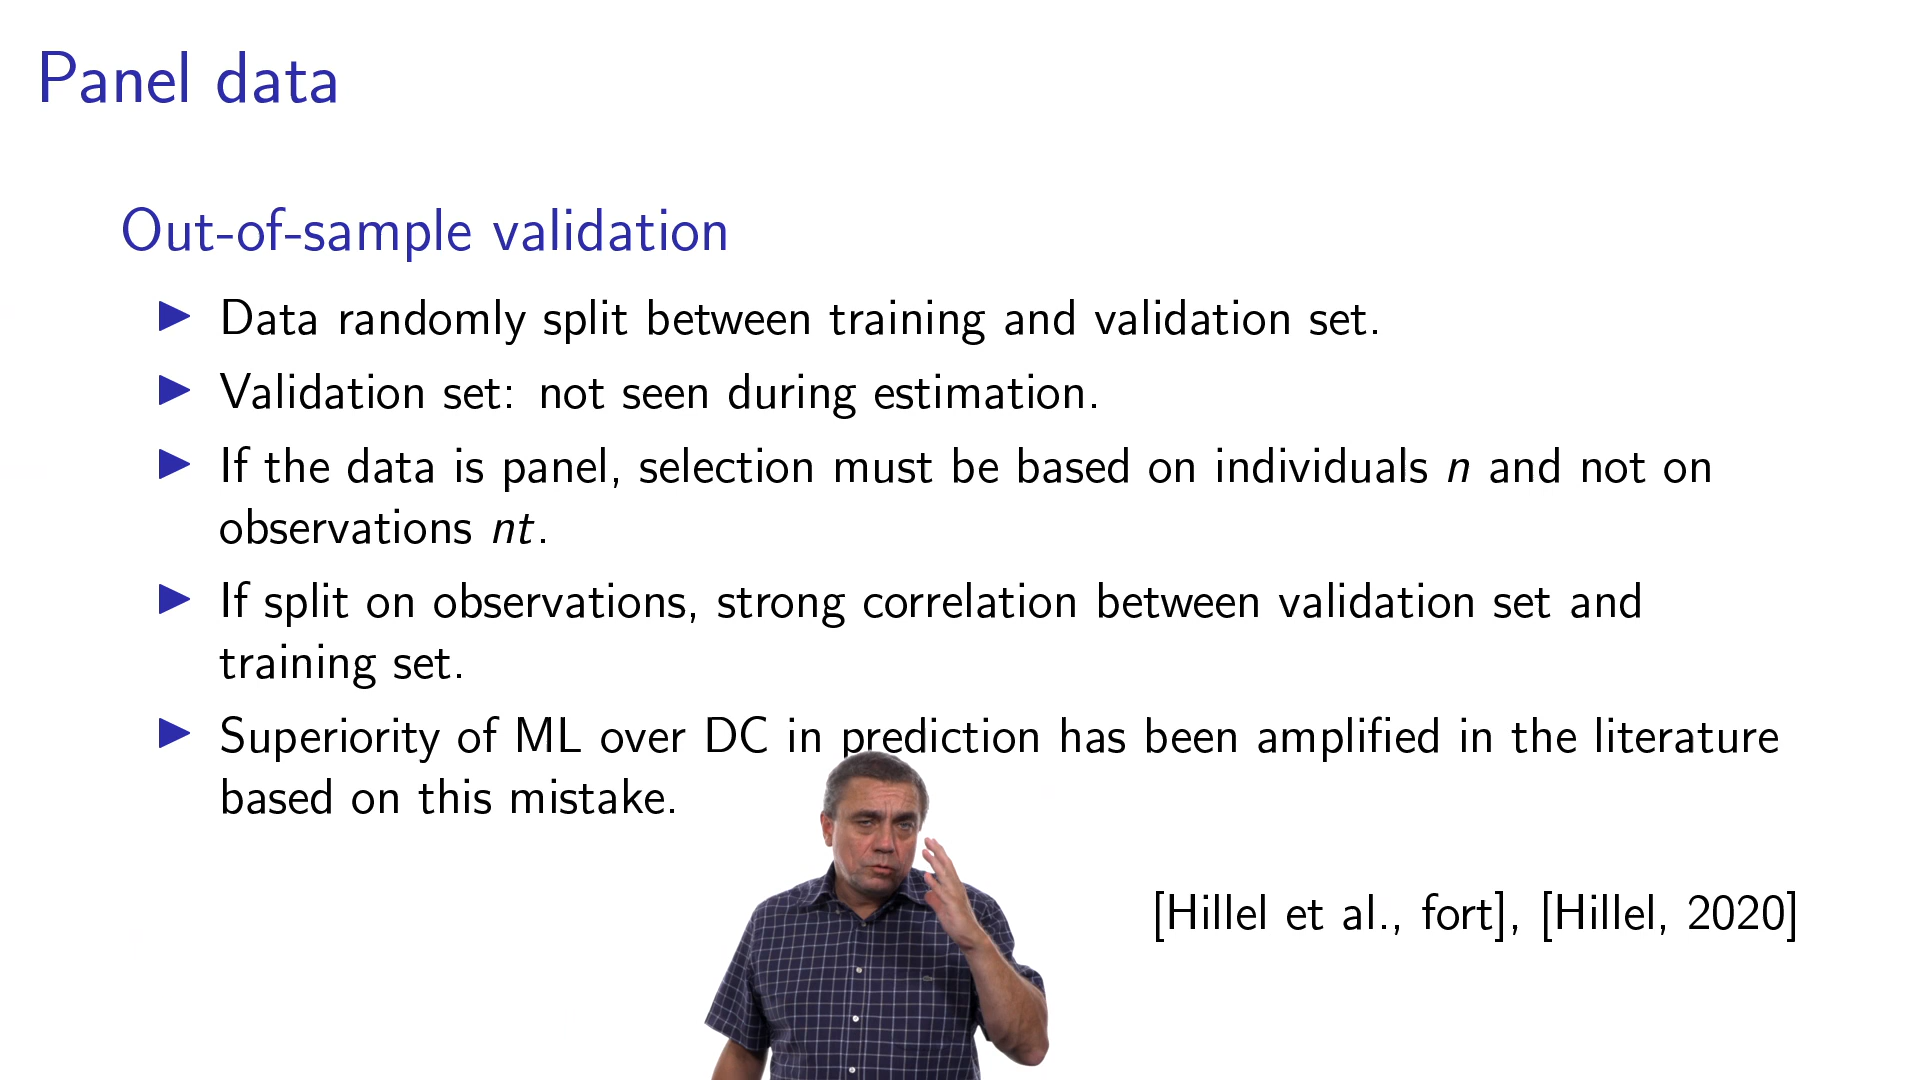 Panel data
Out-of-sample validation
▶ Data randomly split between training and validation set.
▶ Validation set: not seen during estimation.
▶ If the data is panel, selection must be based on individuals n and not on
observations nt.
▶ If split on observations, strong correlation between validation set and
training set.
▶ Superiority of ML over DC in prediction has been amplified in the literature
based on this mistake.
[Hillel et al., fort], [Hillel, 2020]